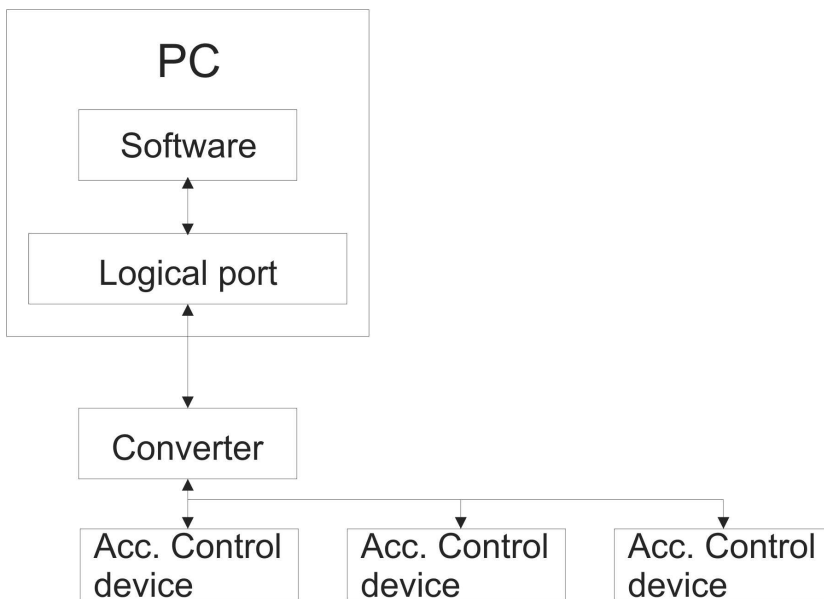 PC
Software
Logical port
Converter
Acc. Control
device
Acc. Control
device
Acc. Control
device